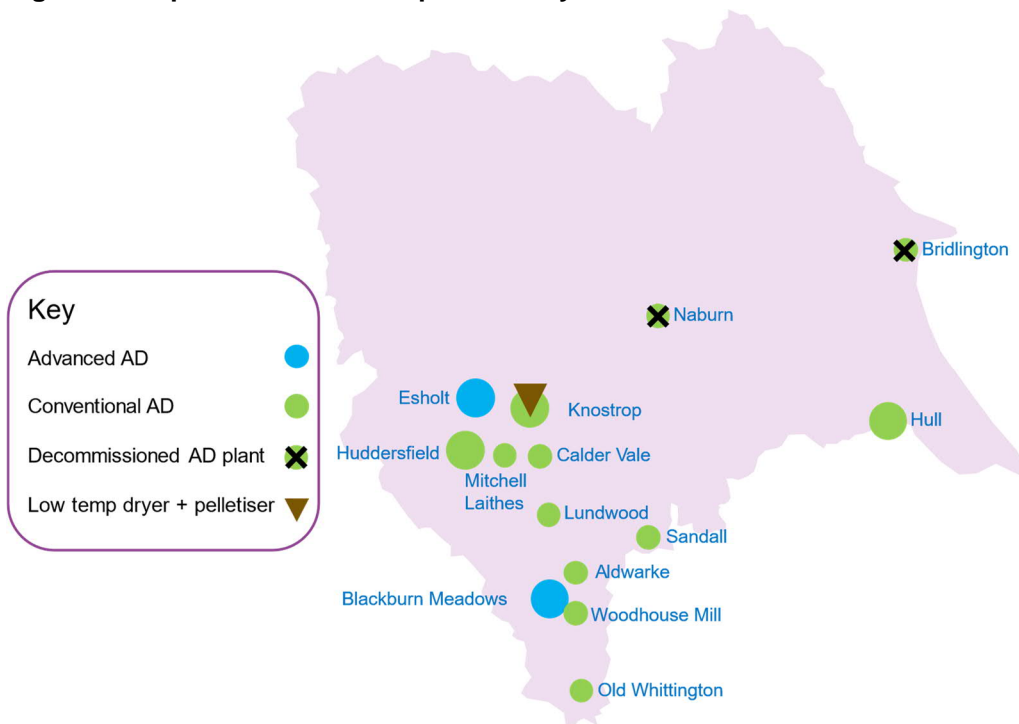 Bridlington
Naburn
Key
Advanced AD
Conventional AD
Decommissioned AD plant
Low temp dryer + pelletiser
Esholt
Knostrop
Hull
Huddersfield
Calder Vale
Mitchell
Laithes
Lundwood
Sandall
Aldwarke
Blackburn Meadows
Woodhouse Mill
Old Whittington